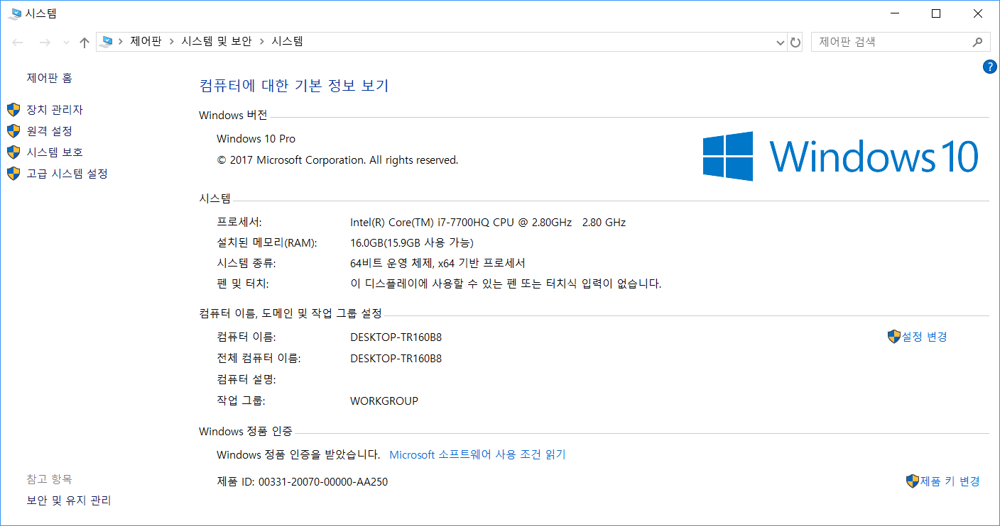 시스템
제어판 시스템 및 보안 시스템
제어판 검색
제어판 홈
장치 관리자
원격 설정
시스템 보호
고급 시스템 설정
참고 항목
보안 및 유지 관리
컴퓨터에 대한 기본 정보 보기
Windows 버전
Windows 10 Pro
© 2017 Microsoft Corporation. All rights reserved.
Windows 10
시스템
프로세서: Intel(R) Core(TM) i7-7700HQ CPU @ 2.80GHz 2.80 GHz
설치된 메모리(RAM): 16.0GB(15.9GB 사용 가능)
시스템 종류: 64비트 운영 체제, x64 기반 프로세서
펜 및 터치: 이 디스플레이에 사용할 수 있는 펜 또는 터치식 입력이 없습니다.
컴퓨터 이름, 도메인 및 작업 그룹 설정
컴퓨터 이름: DESKTOP-TR160B8 설정 변경
전체 컴퓨터 이름: DESKTOP-TR160B8
컴퓨터 설명:
작업 그룹: WORKGROUP
Windows 정품 인증
Windows 정품 인증을 받았습니다. Microsoft 소프트웨어 사용 조건 읽기
제품 ID: 00331-20070-00000-AA250 제품 키 변경